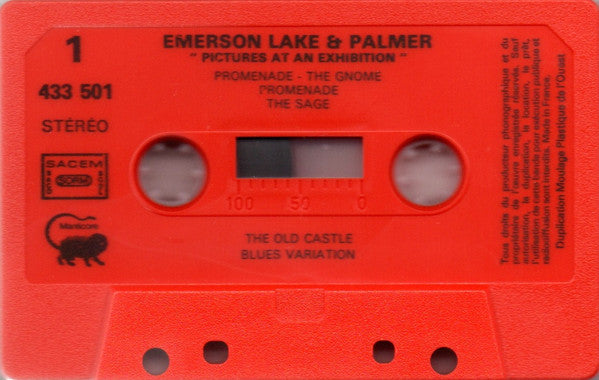 1
EMERSON LAKE & PALMER
" PICTURES AT AN EXHIBITION "
PROMENADE - THE GNOME
PROMENADE
THE SAGE
433 501
STÉRÉO
SACEM
SDRM
Manticore
100 50 0
THE OLD CASTLE
BLUES VARIATION
Tous droits du producteur phonographique et du
propriétaire de l'œuvre enregistrée réservés. Sauf
autorisation, la duplication, la location, le prêt,
l'utilisation de cette bande pour exécution publique et
radiodiffusion sont interdits. Made in France.
Duplication Moulage Plastique de l'Ouest